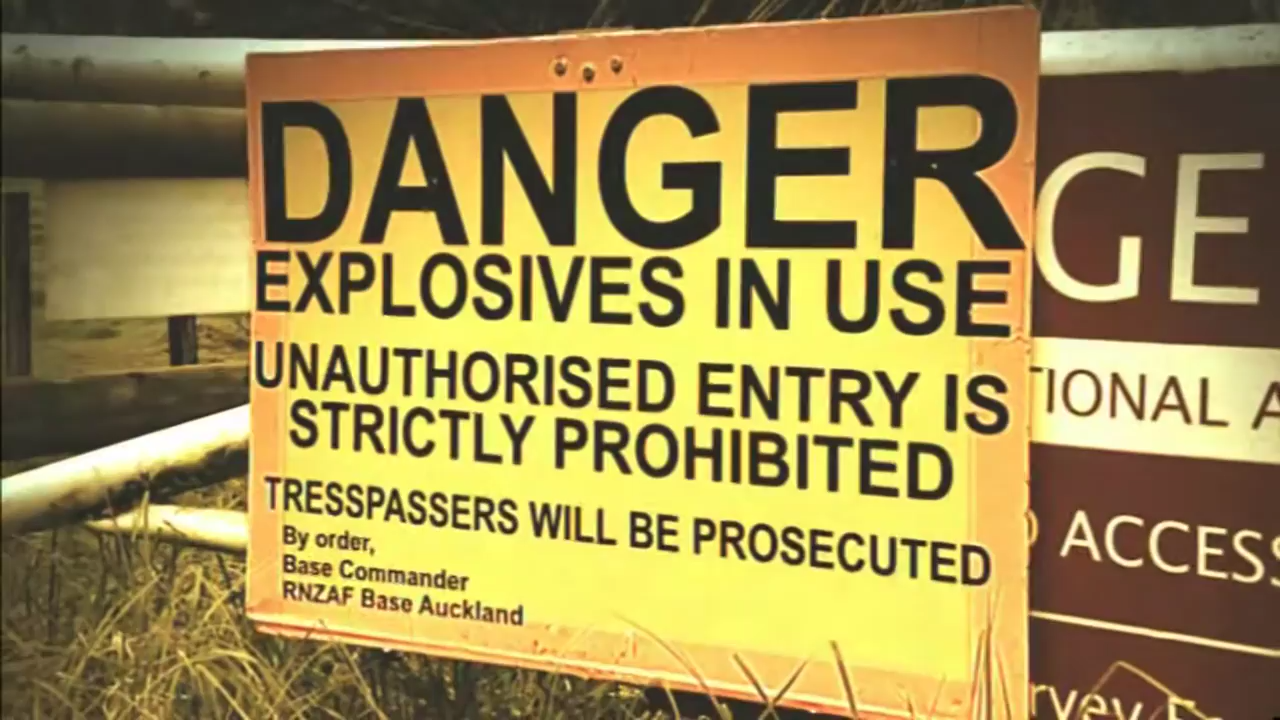 DANGER
EXPLOSIVES IN USE
UNAUTHORISED ENTRY IS
STRICTLY PROHIBITED
TRESSPASSERS WILL BE PROSECUTED
By order,
Base Commander
RNZAF Base Auckland
GE
TIONAL A
ACCESS
rvey